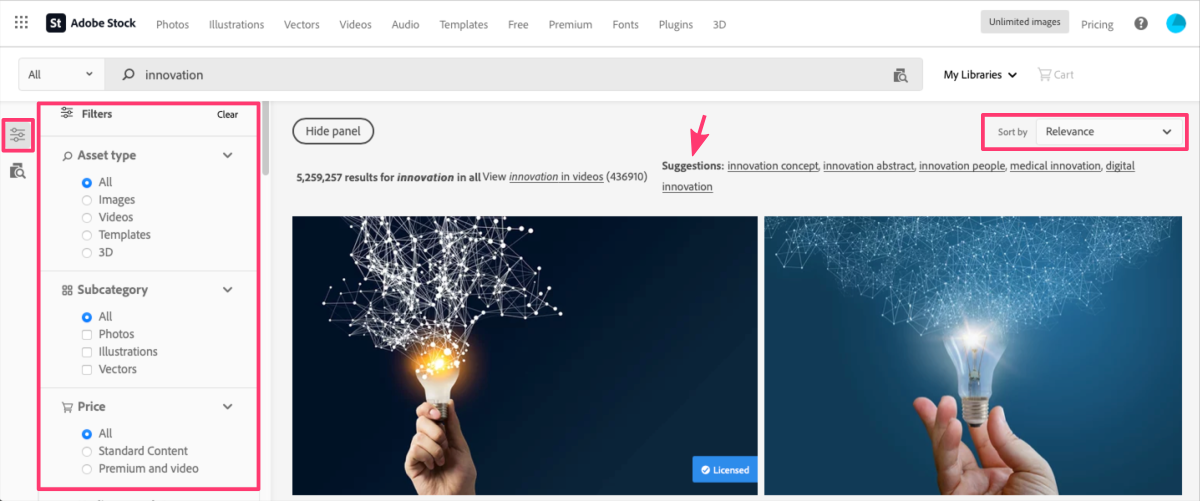 St Adobe Stock Photos Illustrations Vectors Videos Audio Templates Free Premium Fonts Plugins 3D Unlimited images Pricing ?
All innovation My Libraries Cart
Filters Clear
Asset type
All
Images
Videos
Templates
3D
Subcategory
All
Photos
Illustrations
Vectors
Price
All
Standard Content
Premium and video
Hide panel
Sort by Relevance
5,259,257 results for innovation in all View innovation in videos (436910)
Suggestions: innovation concept, innovation abstract, innovation people, medical innovation, digital
innovation
Licensed